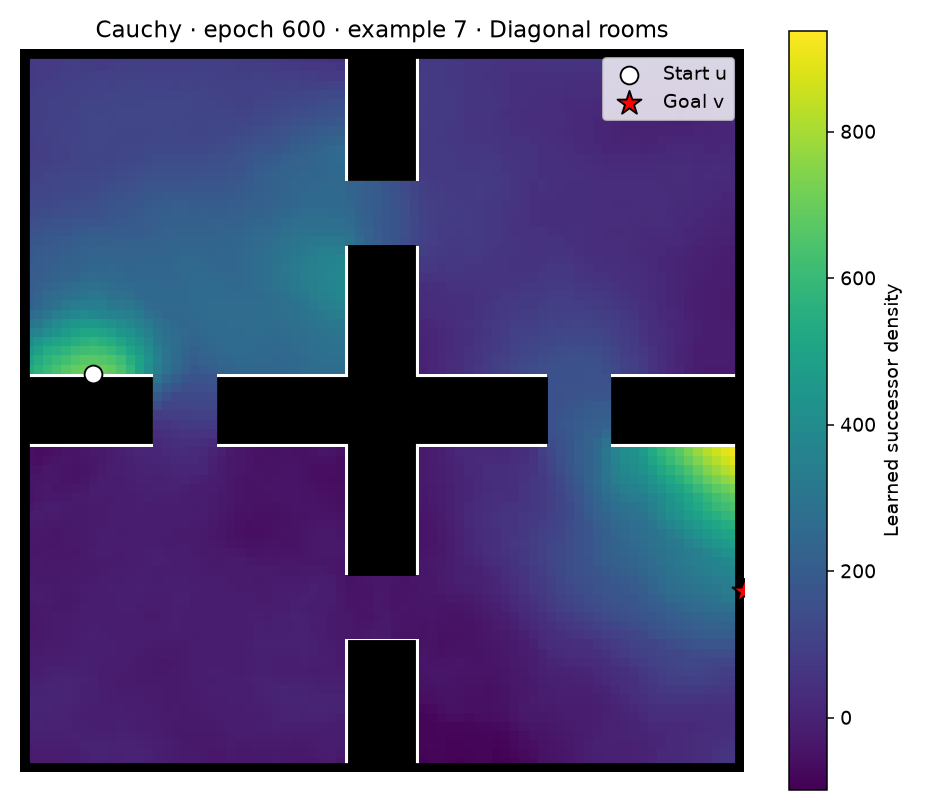 Cauchy · epoch 600 · example 7 · Diagonal rooms
Start u
Goal v
800
600
400
200
0
Learned successor density